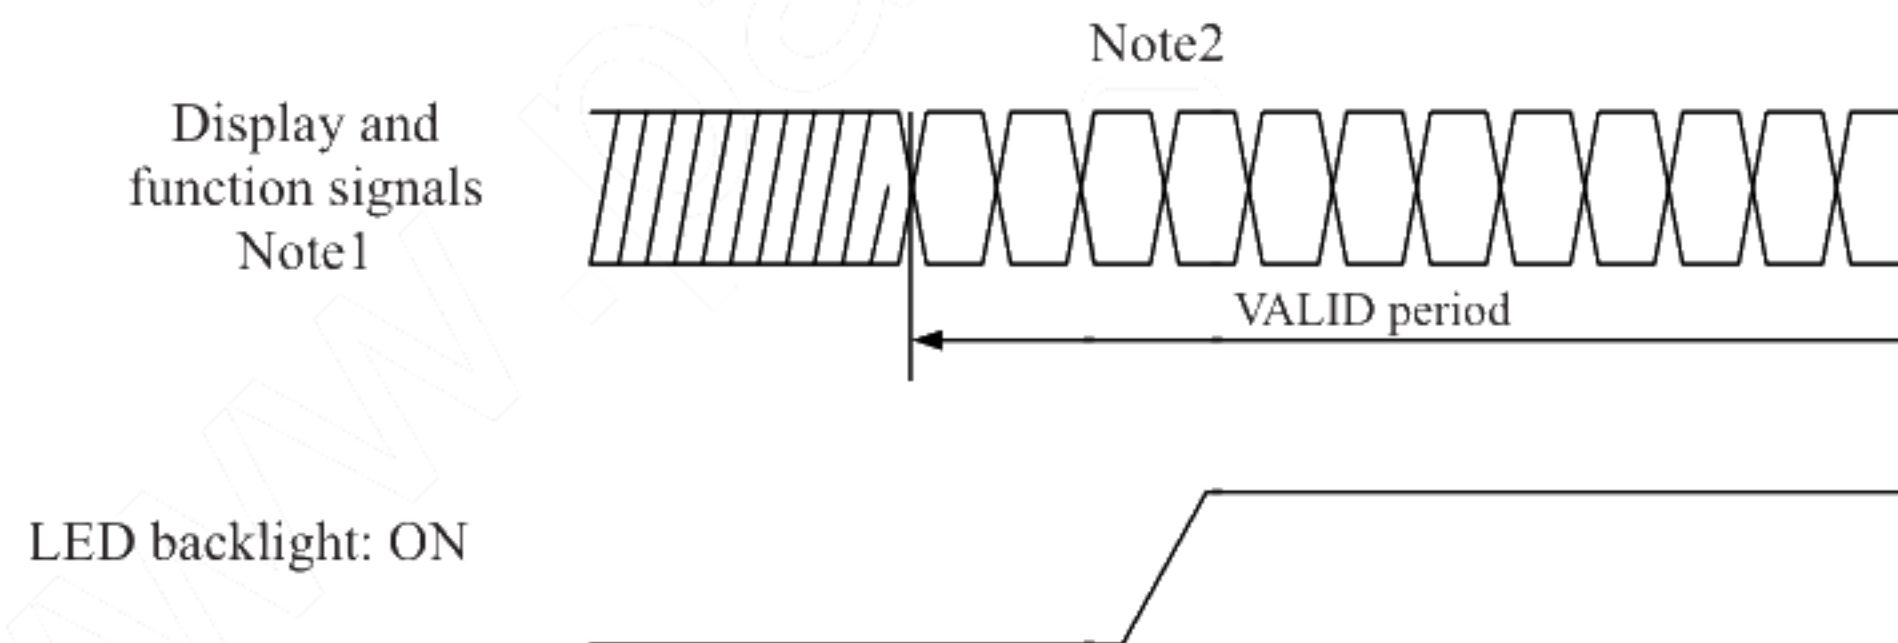 Note2
Display and
function signals
Note1
VALID period
LED backlight: ON